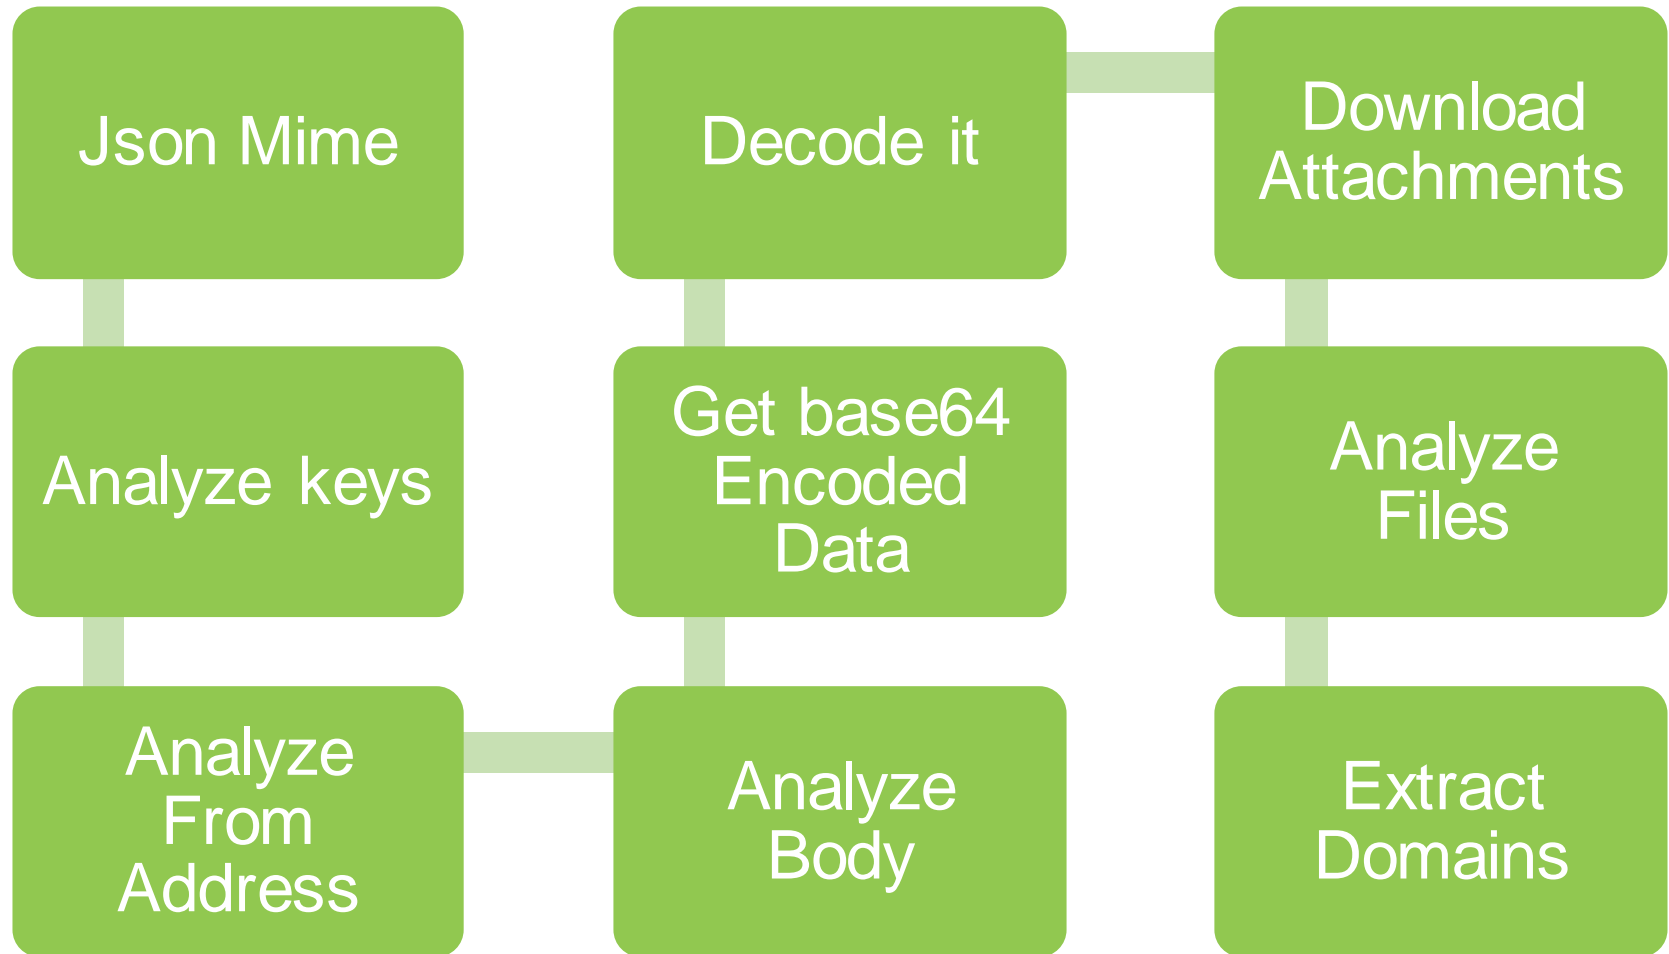 Json Mime
Analyze keys
Analyze
From
Address
Analyze
Body
Get base64
Encoded
Data
Decode it
Download
Attachments
Analyze
Files
Extract
Domains